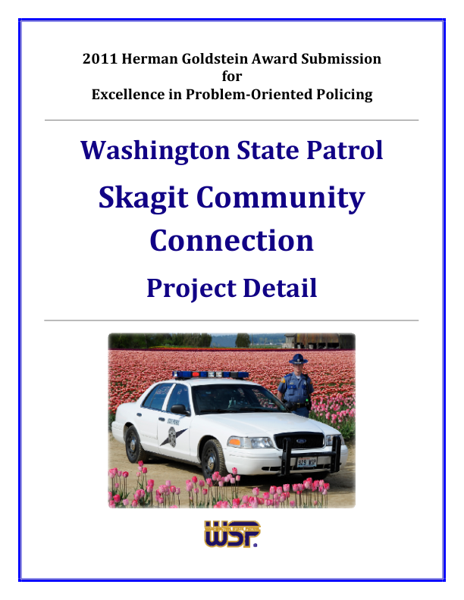 2011 Herman Goldstein Award Submission
for
Excellence in Problem-Oriented Policing
Washington State Patrol
Skagit Community
Connection
Project Detail
WSP